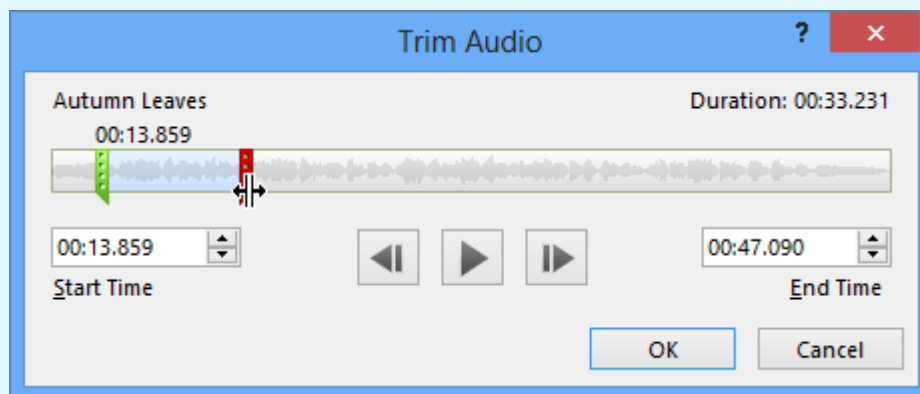 Trim Audio
?
Autumn Leaves
Duration: 00:33.231
00:13.859
00:13.859
00:47.090
Start Time
End Time
OK
Cancel